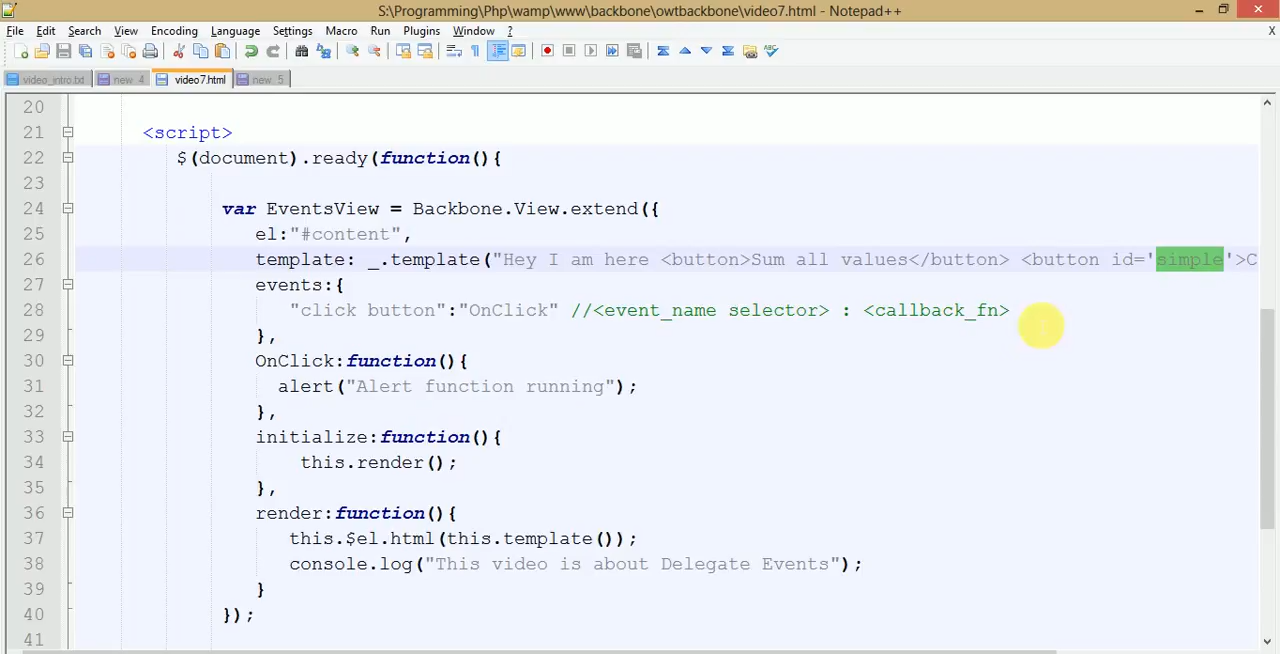 S:\Programming\Php\wamp\www\backbone\owtbackbone\video7.html - Notepad++
File Edit Search View Encoding Language Settings Macro Run Plugins Window ? X
video_intro.txt new 4 video7.html new 5
20
21 <script>
22 $(document).ready(function(){
23
24 var EventsView = Backbone.View.extend({
25 el:"#content",
26 template: _.template("Hey I am here <button>Sum all values</button> <button id='simple'>C
27 events:{
28 "click button":"OnClick" //<event_name selector> : <callback_fn>
29 },
30 OnClick:function(){
31 alert("Alert function running");
32 },
33 initialize:function(){
34 this.render();
35 },
36 render:function(){
37 this.$el.html(this.template());
38 console.log("This video is about Delegate Events");
39 }
40 });
41